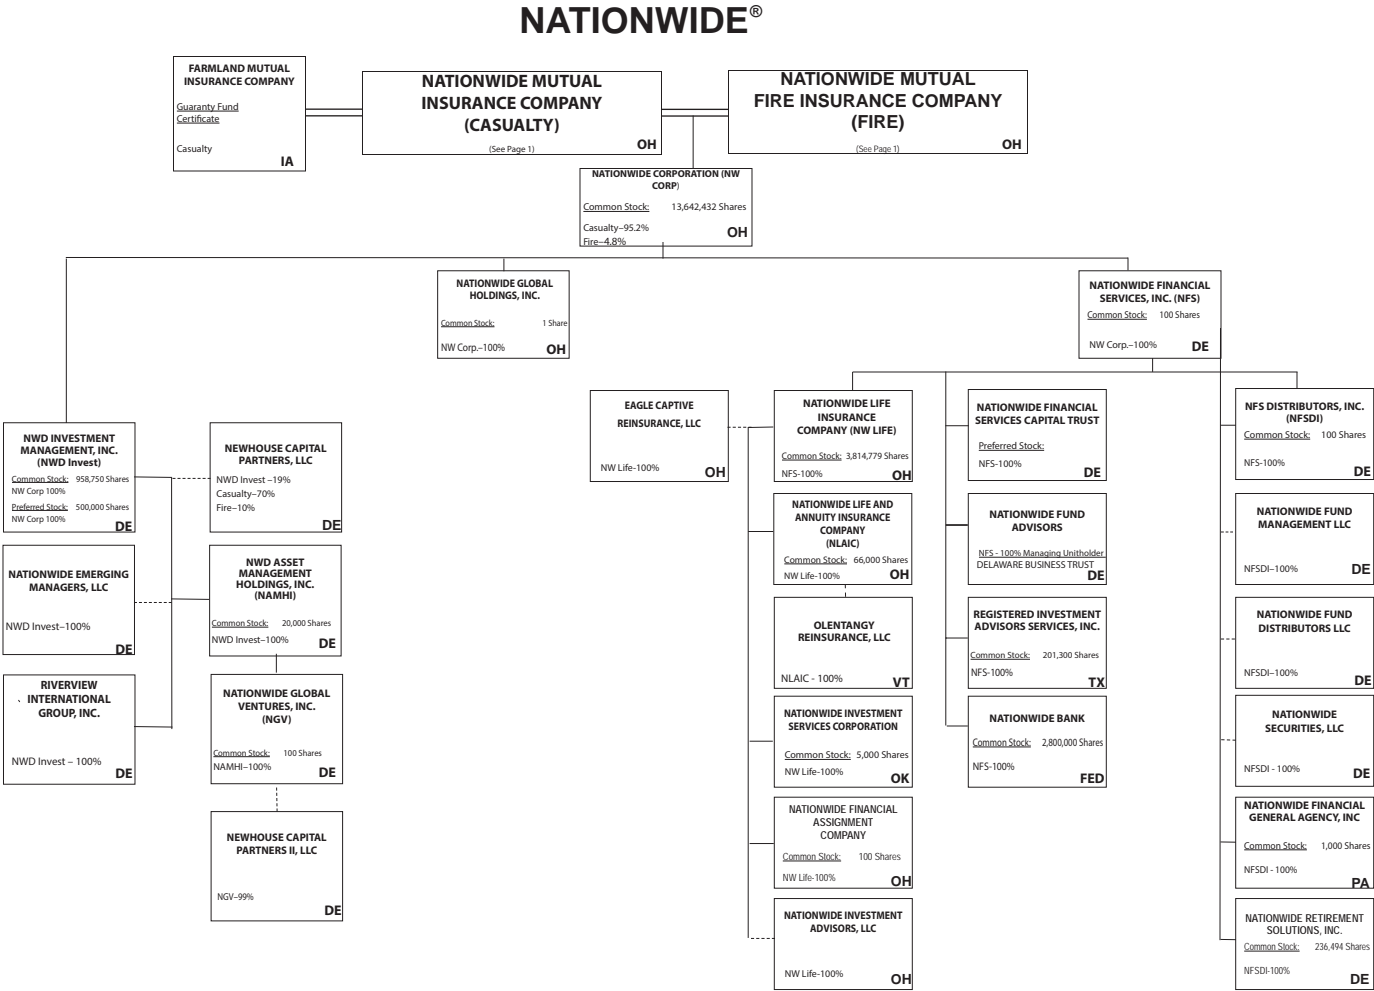 NATIONWIDE®
FARMLAND MUTUAL
INSURANCE COMPANY
Guaranty Fund
Certificate
Casualty
IA
NATIONWIDE MUTUAL
INSURANCE COMPANY
(CASUALTY)
(See Page 1)
OH
NATIONWIDE MUTUAL
FIRE INSURANCE COMPANY
(FIRE)
(See Page 1)
OH
NATIONWIDE CORPORATION (NW
CORP)
Common Stock: 13,642,432 Shares
Casualty–95.2%
Fire–4.8%
OH
NATIONWIDE GLOBAL
HOLDINGS, INC.
Common Stock: 1 Share
NW Corp.–100% OH
NATIONWIDE FINANCIAL
SERVICES, INC. (NFS)
Common Stock: 100 Shares
NW Corp.–100% DE
NWD INVESTMENT
MANAGEMENT, INC.
(NWD Invest)
Common Stock: 958,750 Shares
NW Corp 100%
Preferred Stock: 500,000 Shares
NW Corp 100%
DE
NEWHOUSE CAPITAL
PARTNERS, LLC
NWD Invest –19%
Casualty–70%
Fire–10%
DE
NATIONWIDE EMERGING
MANAGERS, LLC
NWD Invest–100%
DE
NWD ASSET
MANAGEMENT
HOLDINGS, INC.
(NAMHI)
Common Stock: 20,000 Shares
NWD Invest–100% DE
RIVERVIEW
INTERNATIONAL
GROUP, INC.
NWD Invest – 100%
DE
NATIONWIDE GLOBAL
VENTURES, INC.
(NGV)
Common Stock: 100 Shares
NAMHI–100% DE
NEWHOUSE CAPITAL
PARTNERS II, LLC
NGV–99%
DE
EAGLE CAPTIVE
REINSURANCE, LLC
NW Life-100%
OH
NATIONWIDE LIFE
INSURANCE
COMPANY (NW LIFE)
Common Stock: 3,814,779 Shares
NFS-100% OH
NATIONWIDE LIFE AND
ANNUITY INSURANCE
COMPANY
(NLAIC)
Common Stock: 66,000 Shares
NW Life-100% OH
OLENTANGY
REINSURANCE, LLC
NLAIC - 100% VT
NATIONWIDE INVESTMENT
SERVICES CORPORATION
Common Stock: 5,000 Shares
NW Life-100% OK
NATIONWIDE FINANCIAL
ASSIGNMENT
COMPANY
Common Stock: 100 Shares
NW Life-100% OH
NATIONWIDE INVESTMENT
ADVISORS, LLC
NW Life-100% OH
NATIONWIDE FINANCIAL
SERVICES CAPITAL TRUST
Preferred Stock:
NFS-100%
DE
NATIONWIDE FUND
ADVISORS
NFS - 100% Managing Unitholder
DELAWARE BUSINESS TRUST
DE
REGISTERED INVESTMENT
ADVISORS SERVICES, INC.
Common Stock: 201,300 Shares
NFS-100% TX
NATIONWIDE BANK
Common Stock: 2,800,000 Shares
NFS-100%
FED
NFS DISTRIBUTORS, INC.
(NFSDI)
Common Stock: 100 Shares
NFS-100% DE
NATIONWIDE FUND
MANAGEMENT LLC
NFSDI–100% DE
NATIONWIDE FUND
DISTRIBUTORS LLC
NFSDI–100% DE
NATIONWIDE
SECURITIES, LLC
NFSDI - 100% DE
NATIONWIDE FINANCIAL
GENERAL AGENCY, INC
Common Stock: 1,000 Shares
NFSDI - 100%
PA
NATIONWIDE RETIREMENT
SOLUTIONS, INC.
Common Stock: 236,494 Shares
NFSDI-100% DE